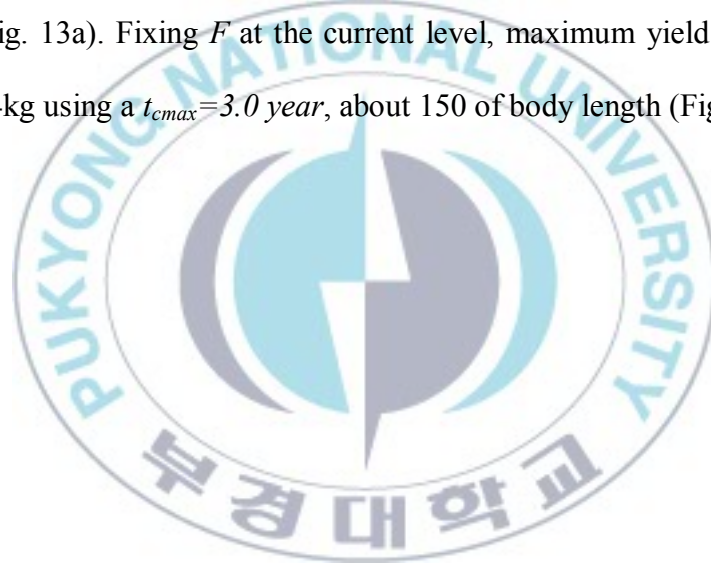 ig. 13a). Fixing F at the current level, maximum yield
kg using a tcmax=3.0 year, about 150 of body length (Fig
PUKYONG NATIONAL UNIVERSITY
부경대학교